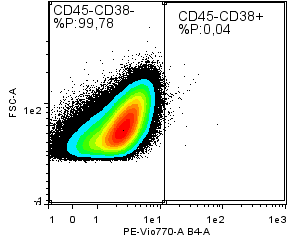 CD45-CD38-
%P:99,78
CD45-CD38+
%P:0,04
FSC-A
1e2
-1
-1 0 1 1e1 1e2 1e3
PE-Vio770-A B4-A